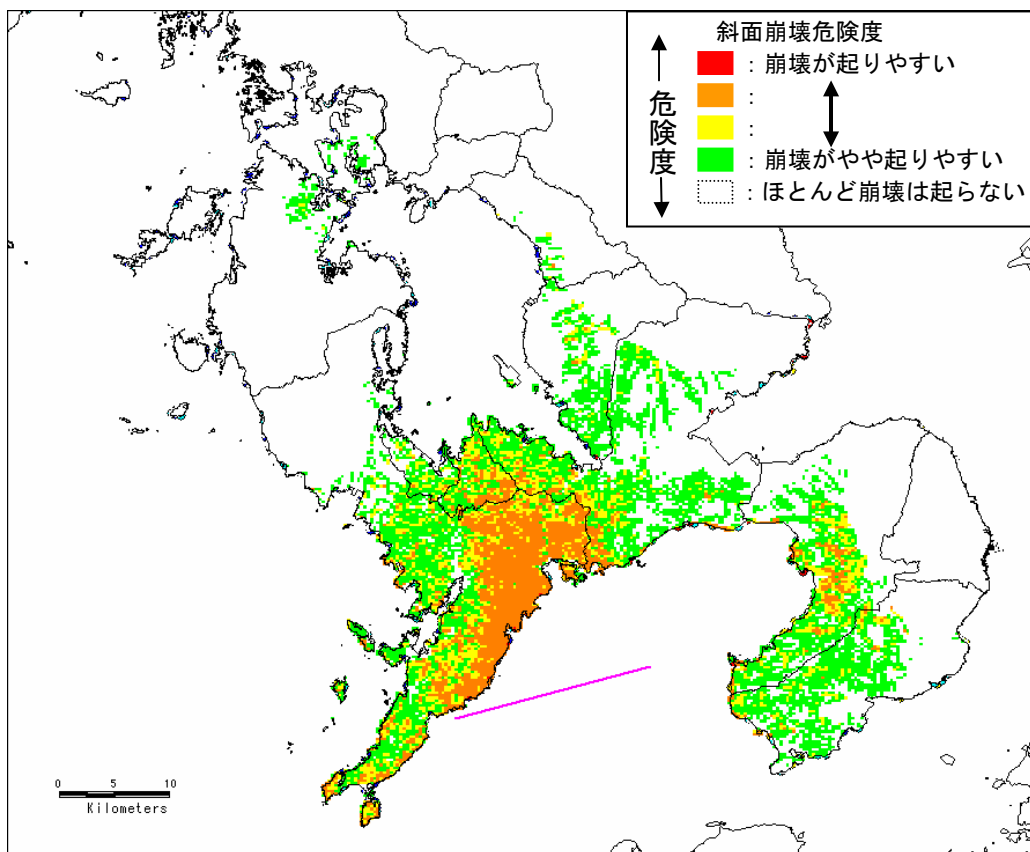 斜面崩壊危険度
：崩壊が起りやすい
：
：
：崩壊がやや起りやすい
：ほとんど崩壊は起らない
危険度
0 5 10
Kilometers